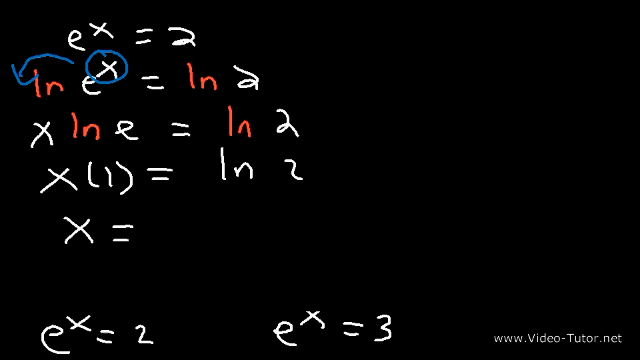 e^x = 2
ln e^x = ln 2
x ln e = ln 2
x(1) = ln 2
x =
e^x = 2 e^x = 3
www.Video-Tutor.net